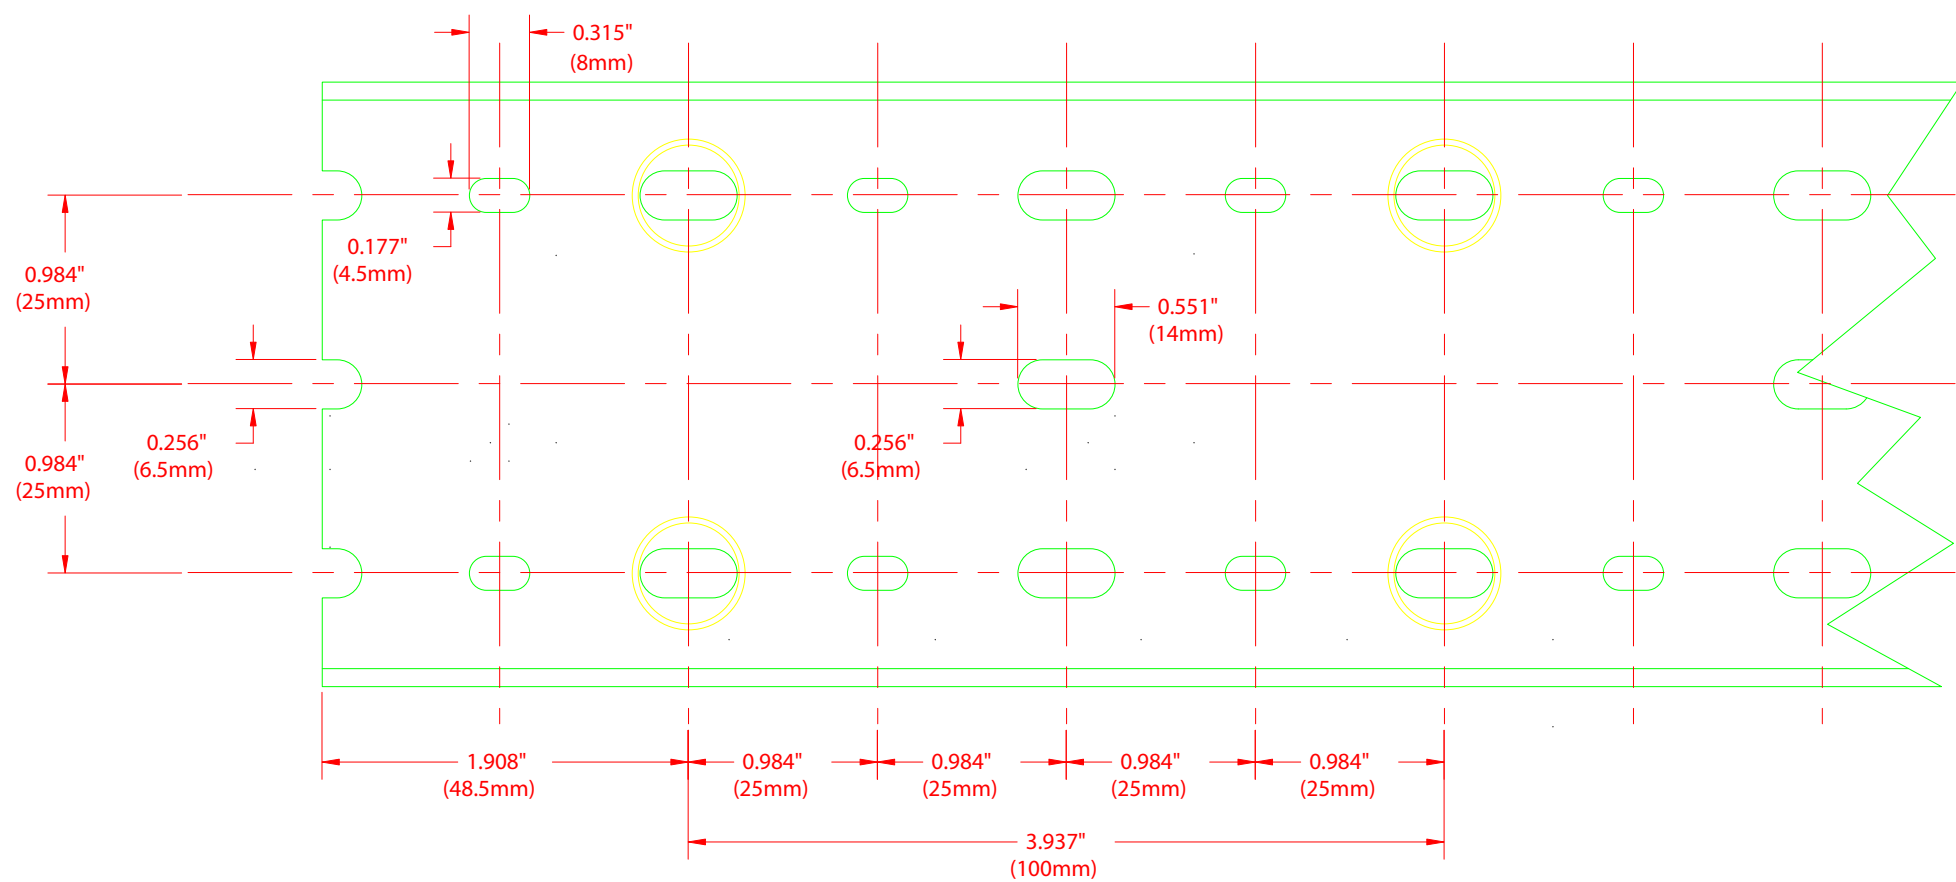 0.315"
(8mm)
0.177"
(4.5mm)
0.984"
(25mm)
0.551"
(14mm)
0.256"
(6.5mm)
0.256"
(6.5mm)
0.984"
(25mm)
1.908"
(48.5mm)
0.984"
(25mm)
0.984"
(25mm)
0.984"
(25mm)
0.984"
(25mm)
3.937"
(100mm)